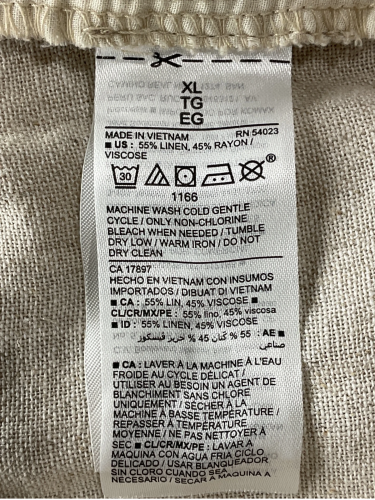 XL
TG
EG
MADE IN VIETNAM RN 54023
■ US : 55% LINEN, 45% RAYON /
VISCOSE
30
®
1166
MACHINE WASH COLD GENTLE
CYCLE / ONLY NON-CHLORINE
BLEACH WHEN NEEDED / TUMBLE
DRY LOW / WARM IRON / DO NOT
DRY CLEAN
CA 17897
HECHO EN VIETNAM CON INSUMOS
IMPORTADOS / DIBUAT DI VIETNAM
■ CA : 55% LIN, 45% VISCOSE ■
CL/CR/MX/PE : 55% lino, 45% viscosa
■ ID : 55% LINEN, 45% VISCOSE
■ AE : 55 % كتان 45 % حرير فيسكوز
صناعي
■ CA : LAVER À LA MACHINE À L'EAU
FROIDE AU CYCLE DÉLICAT /
UTILISER AU BESOIN UN AGENT DE
BLANCHIMENT SANS CHLORE
UNIQUEMENT / SÉCHER À LA
MACHINE À BASSE TEMPÉRATURE /
REPASSER À TEMPÉRATURE
MOYENNE / NE PAS NETTOYER À
SEC ■ CL/CR/MX/PE : LAVAR A
MAQUINA CON AGUA FRIA CICLO
DELICADO / USAR BLANQUEADOR
SIN CLORO CUANDO SEA
NECESARIO / SECAR A MAQUINA A